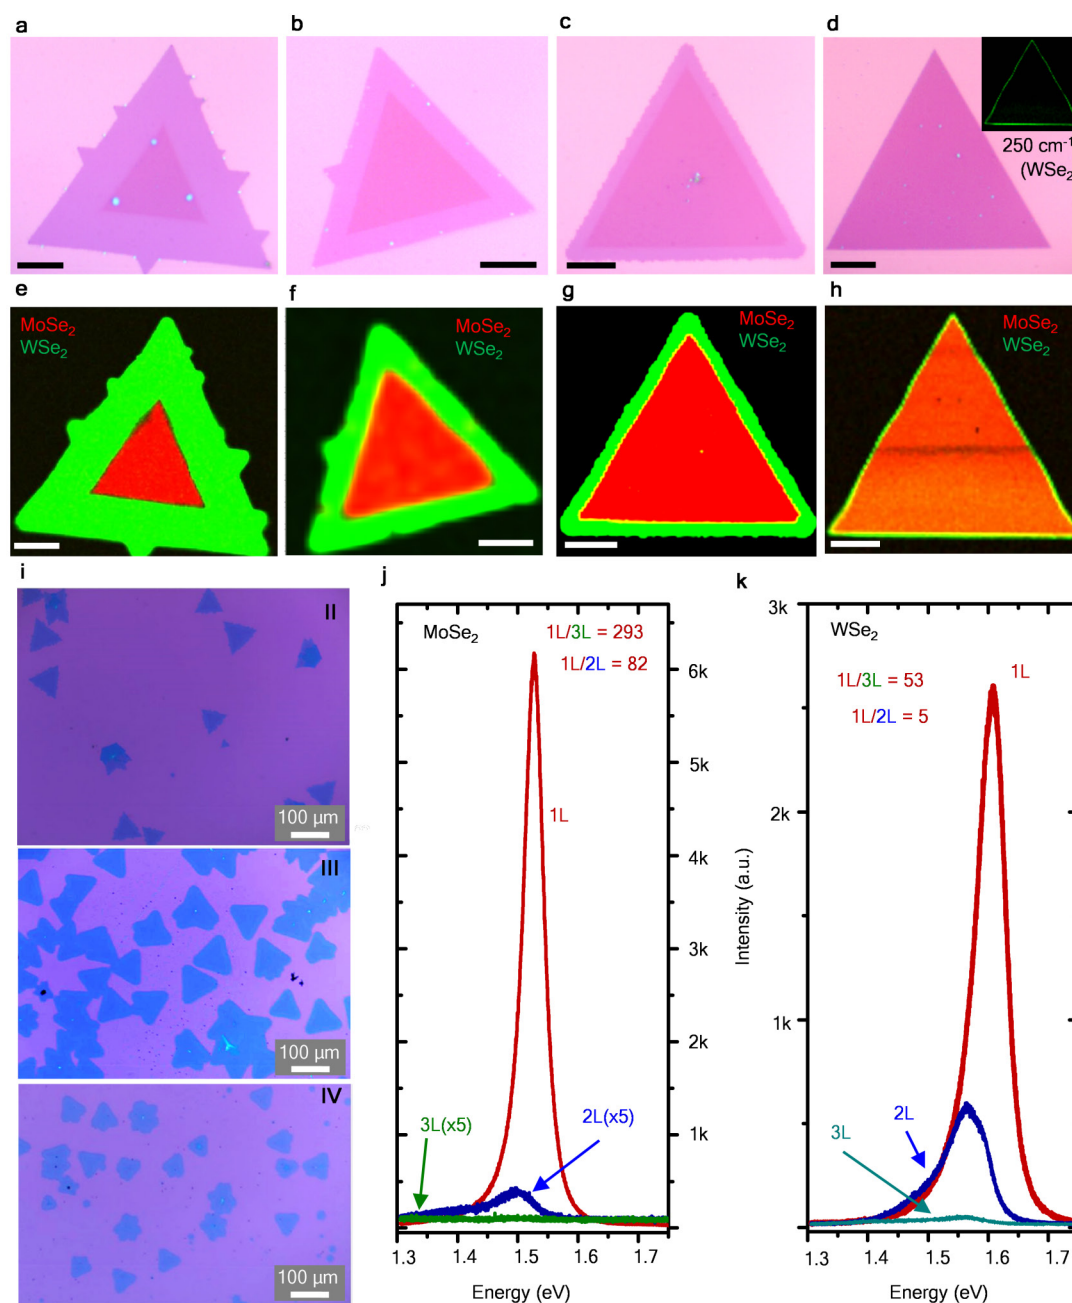 a
b
c
d
250 cm⁻¹
(WSe₂
e
MoSe₂
WSe₂
f
MoSe₂
WSe₂
g
MoSe₂
WSe₂
h
MoSe₂
WSe₂
i
II
100 µm
III
100 µm
IV
100 µm
j
MoSe₂
1L/3L = 293
1L/2L = 82
1L
3L(x5)
2L(x5)
6k
5k
4k
3k
2k
1k
1.3
1.4
1.5
1.6
1.7
Energy (eV)
Intensity (a.u.)
k
3k
WSe₂
1L/3L = 53
1L/2L = 5
1L
2k
1k
2L
3L
1.3
1.4
1.5
1.6
1.7
Energy (eV)